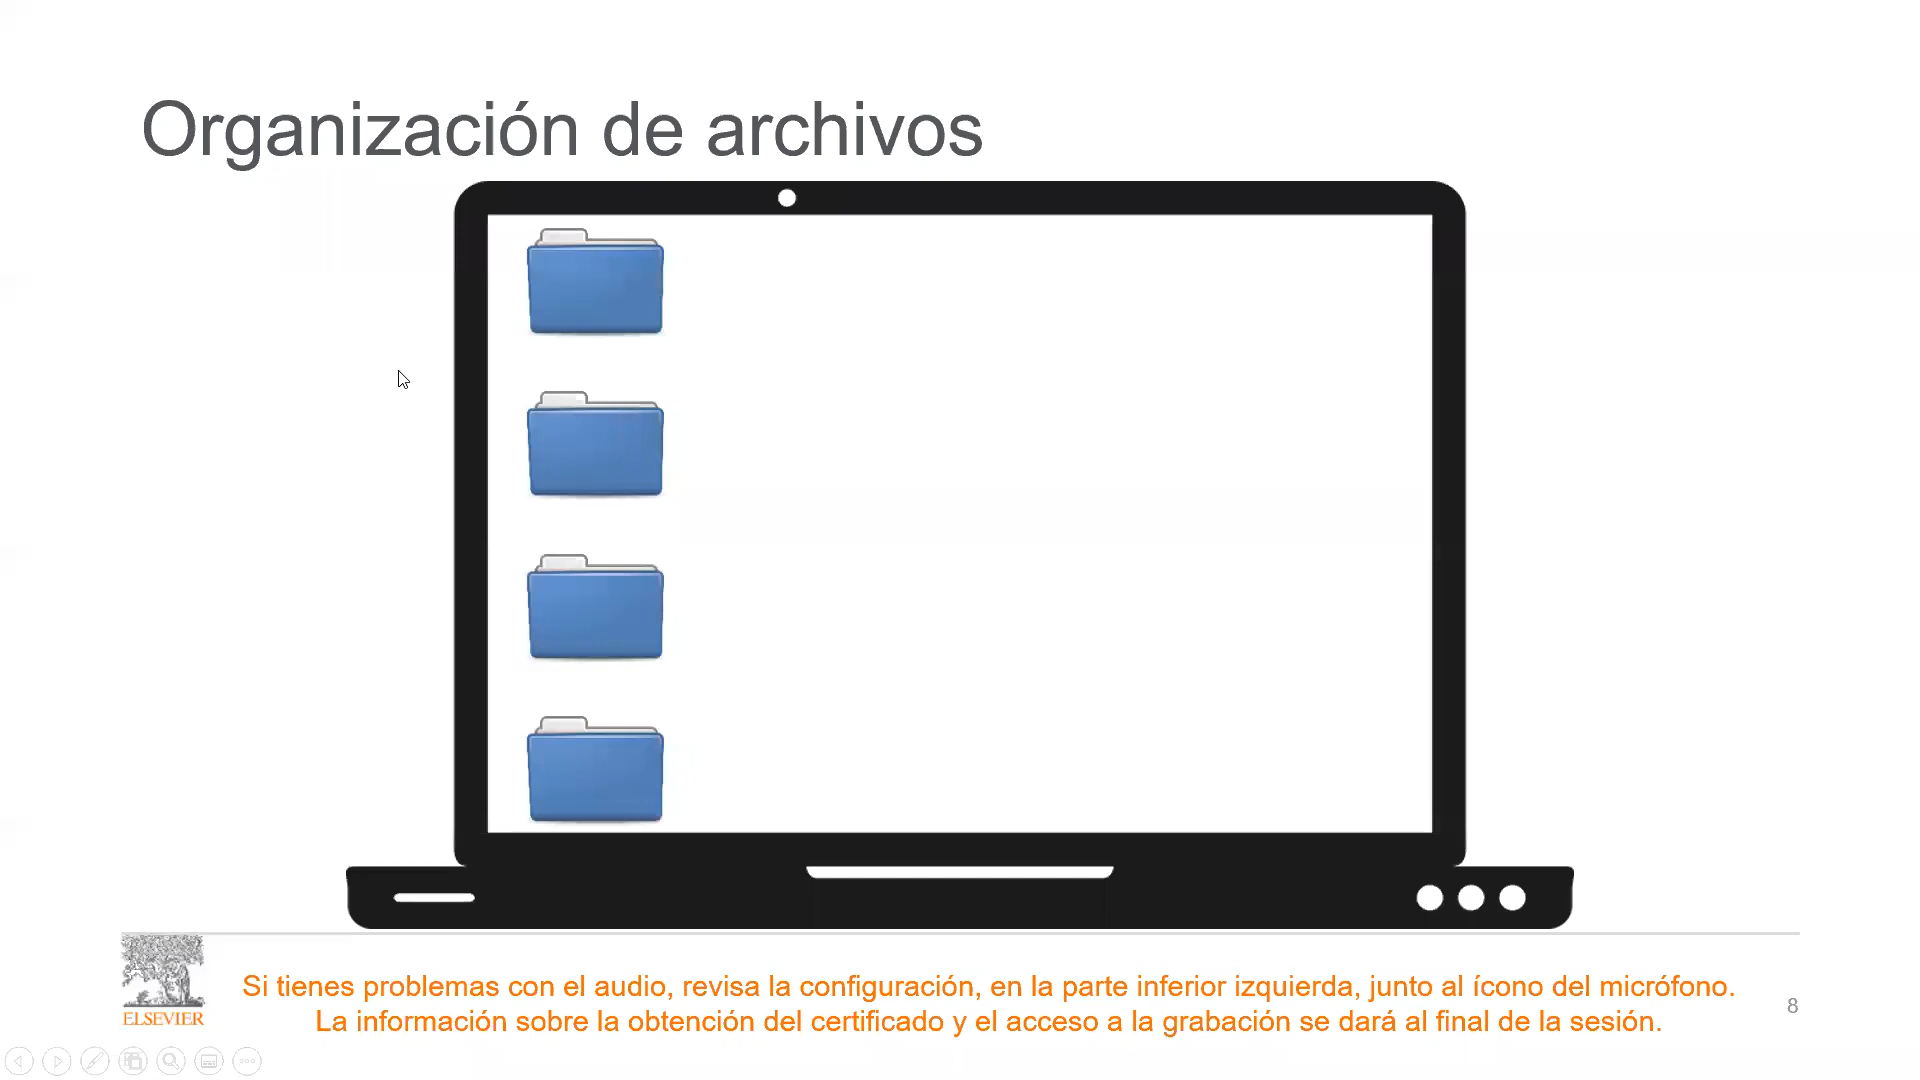 Organización de archivos
Si tienes problemas con el audio, revisa la configuración, en la parte inferior izquierda, junto al ícono del micrófono.
La información sobre la obtención del certificado y el acceso a la grabación se dará al final de la sesión.
ELSEVIER
8